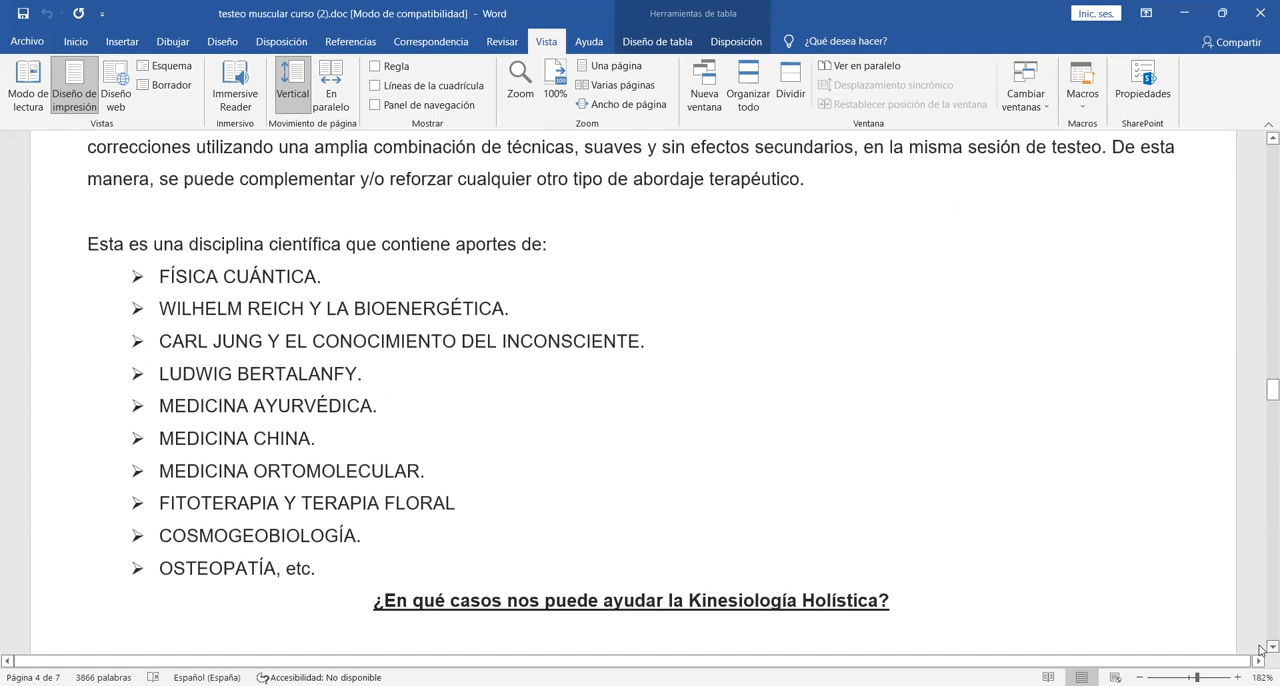 testeo muscular curso (2).doc [Modo de compatibilidad] - Word
Herramientas de tabla
Inic. ses.
Archivo Inicio Insertar Dibujar Diseño Disposición Referencias Correspondencia Revisar Vista Ayuda Diseño de tabla Disposición ¿Qué desea hacer? Compartir
Modo de lectura
Diseño de impresión
Diseño web
Esquema
Borrador
Vistas
Immersive Reader
Inmersivo
Vertical
En paralelo
Movimiento de página
Regla
Líneas de la cuadrícula
Panel de navegación
Mostrar
Zoom
100%
Una página
Varias páginas
Ancho de página
Zoom
Nueva ventana
Organizar todo
Dividir
Ver en paralelo
Desplazamiento sincrónico
Restablecer posición de la ventana
Cambiar ventanas
Ventana
Macros
Macros
Propiedades
SharePoint
correcciones utilizando una amplia combinación de técnicas, suaves y sin efectos secundarios, en la misma sesión de testeo. De esta
manera, se puede complementar y/o reforzar cualquier otro tipo de abordaje terapéutico.
Esta es una disciplina científica que contiene aportes de:
➢ FÍSICA CUÁNTICA.
➢ WILHELM REICH Y LA BIOENERGÉTICA.
➢ CARL JUNG Y EL CONOCIMIENTO DEL INCONSCIENTE.
➢ LUDWIG BERTALANFY.
➢ MEDICINA AYURVÉDICA.
➢ MEDICINA CHINA.
➢ MEDICINA ORTOMOLECULAR.
➢ FITOTERAPIA Y TERAPIA FLORAL
➢ COSMOGEOBIOLOGÍA.
➢ OSTEOPATÍA, etc.
¿En qué casos nos puede ayudar la Kinesiología Holística?
Página 4 de 7 3866 palabras Español (España) Accesibilidad: No disponible 182%